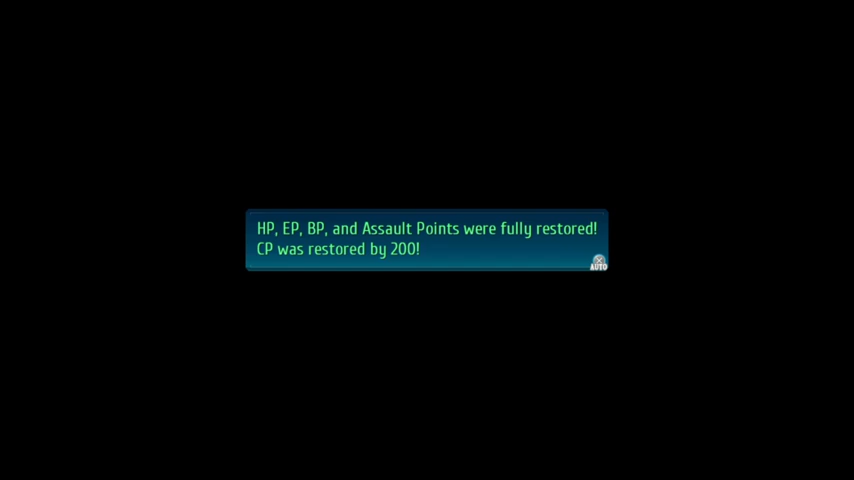 HP, EP, BP, and Assault Points were fully restored!
CP was restored by 200!
AUTO